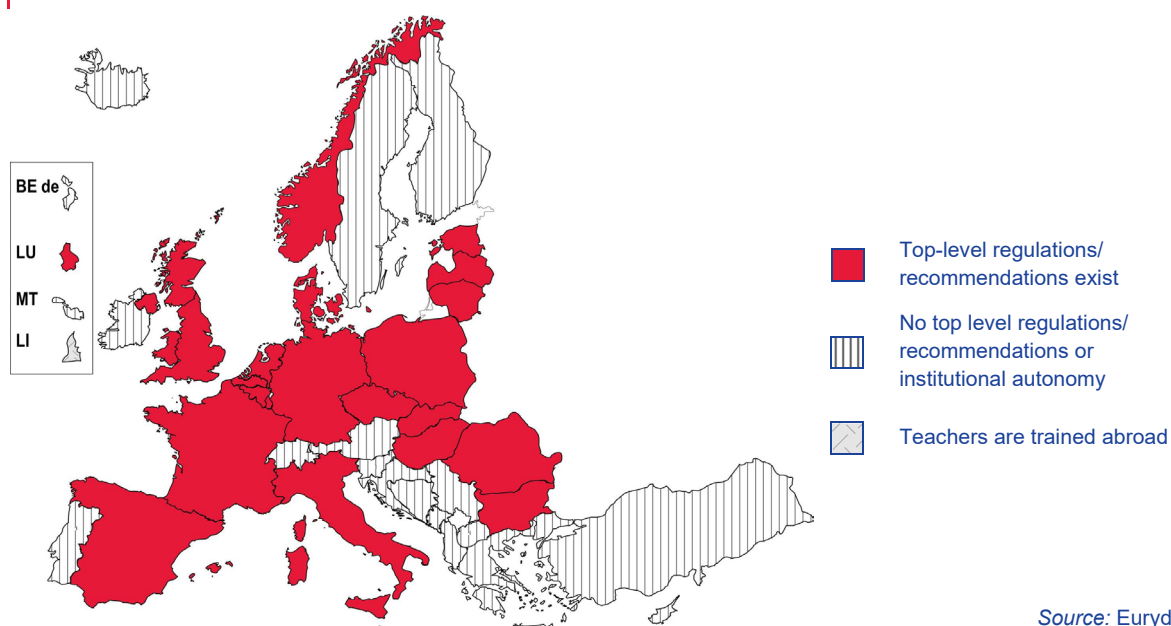 BE de
LU
MT
LI
Top-level regulations/
recommendations exist
No top level regulations/
recommendations or
institutional autonomy
Teachers are trained abroad
Source: Euryd